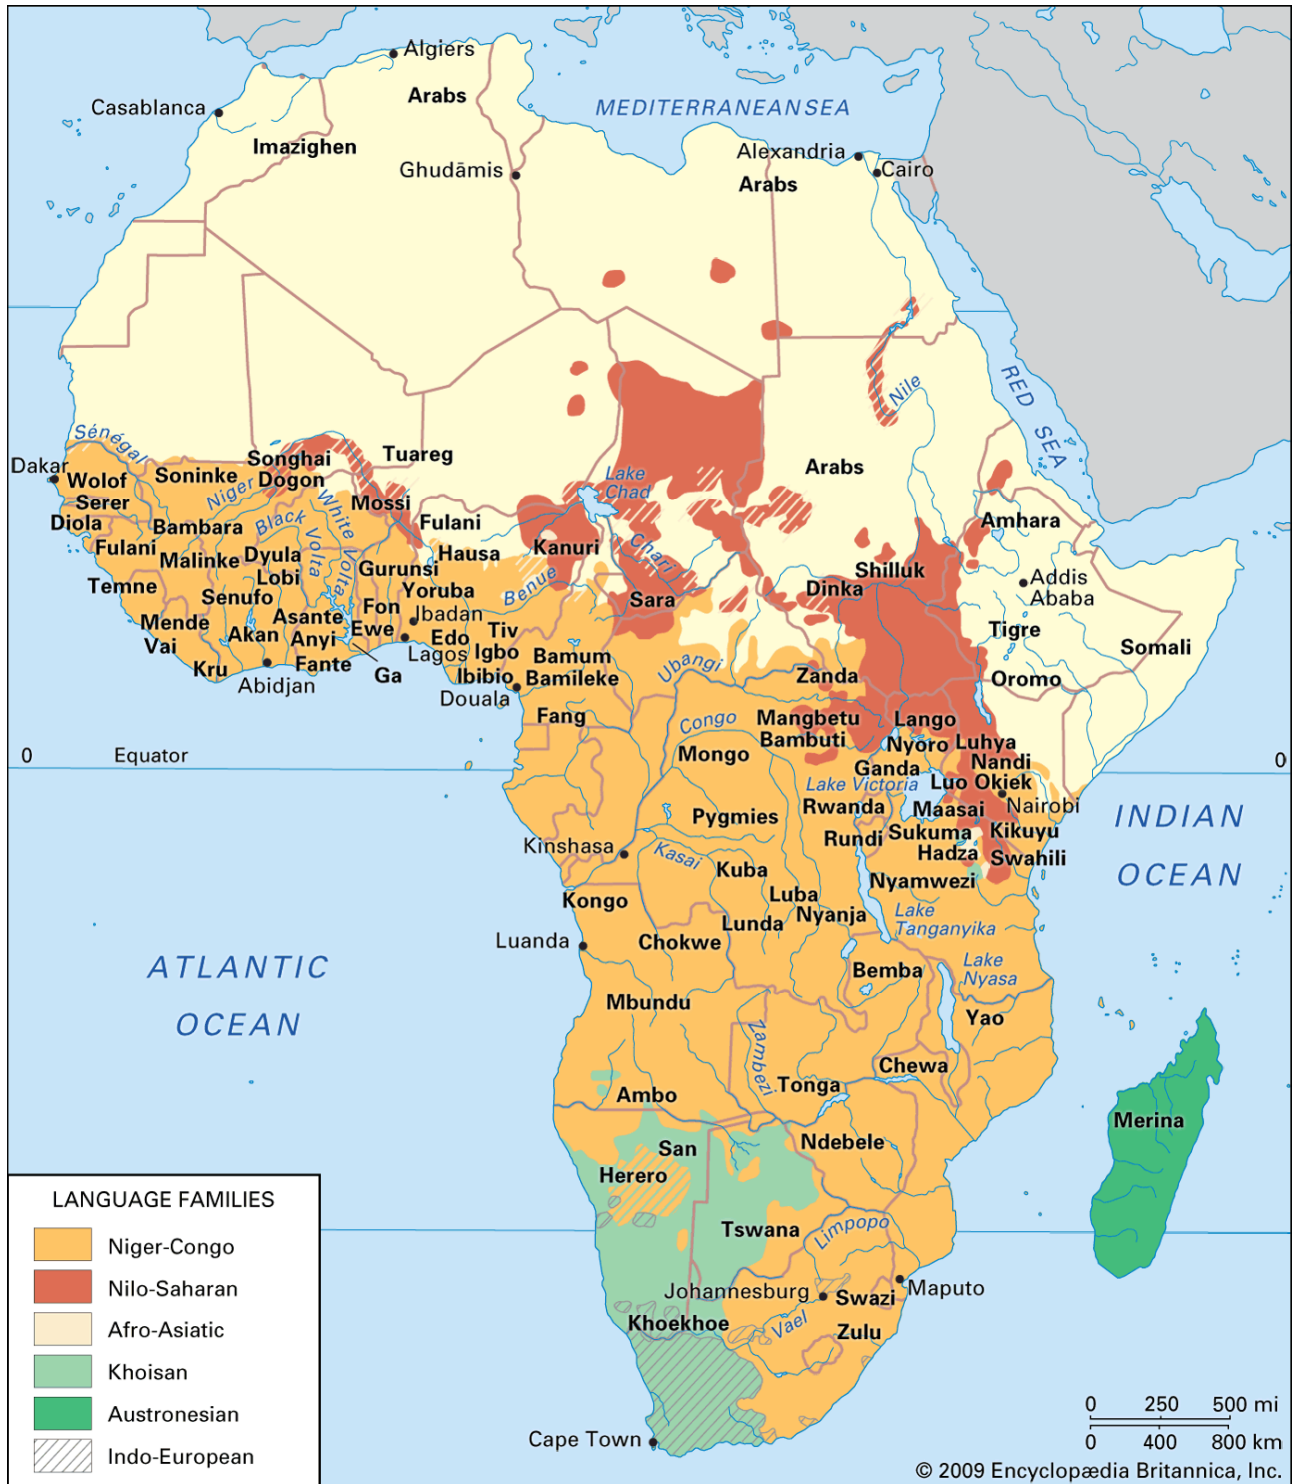 Algiers
Casablanca
Arabs
MEDITERRANEAN SEA
Imazighen
Ghudāmis
Alexandria
Cairo
Arabs
RED SEA
Nile
Sénégal
Dakar
Wolof
Serer
Diola
Soninke
Songhai
Dogon
Tuareg
Niger
Mossi
Lake
Chad
Arabs
Amhara
Fulani
Bambara
Black Volta
White Volta
Fulani
Hausa
Kanuri
Chari
Malinke
Dyula
Gurunsi
Shilluk
Addis
Ababa
Temne
Lobi
Senufo
Yoruba
Benue
Sara
Dinka
Mende
Vai
Asante
Akan
Anyi
Fon
Ibadan
Ewe
Edo
Tiv
Igbo
Lagos
Tigre
Somali
Kru
Fante
Abidjan
Ga
Ibibio
Douala
Bamum
Bamileke
Ubangi
Zanda
Oromo
Fang
Congo
Mongo
Mangbetu
Bambuti
Lango
Nyoro
Luhya
Nandi
0
Equator
0
Ganda
Lake Victoria
Luo
Okiek
Nairobi
Pygmies
Rwanda
Maasai
Rundi
Sukuma
Kikuyu
Hadza
Swahili
INDIAN
OCEAN
Kinshasa
Kasai
Kuba
Nyamwezi
Kongo
Luba
Nyanja
Lunda
Lake
Tanganyika
Luanda
Chokwe
Bemba
Lake
Nyasa
ATLANTIC
OCEAN
Mbundu
Yao
Zambezi
Chewa
Tonga
Ambo
Merina
San
Ndebele
Herero
Tswana
Limpopo
Johannesburg
Maputo
Swazi
Khoekhoe
Vael
Zulu
Cape Town
LANGUAGE FAMILIES
Niger-Congo
Nilo-Saharan
Afro-Asiatic
Khoisan
Austronesian
Indo-European
0 250 500 mi
0 400 800 km
© 2009 Encyclopædia Britannica, Inc.